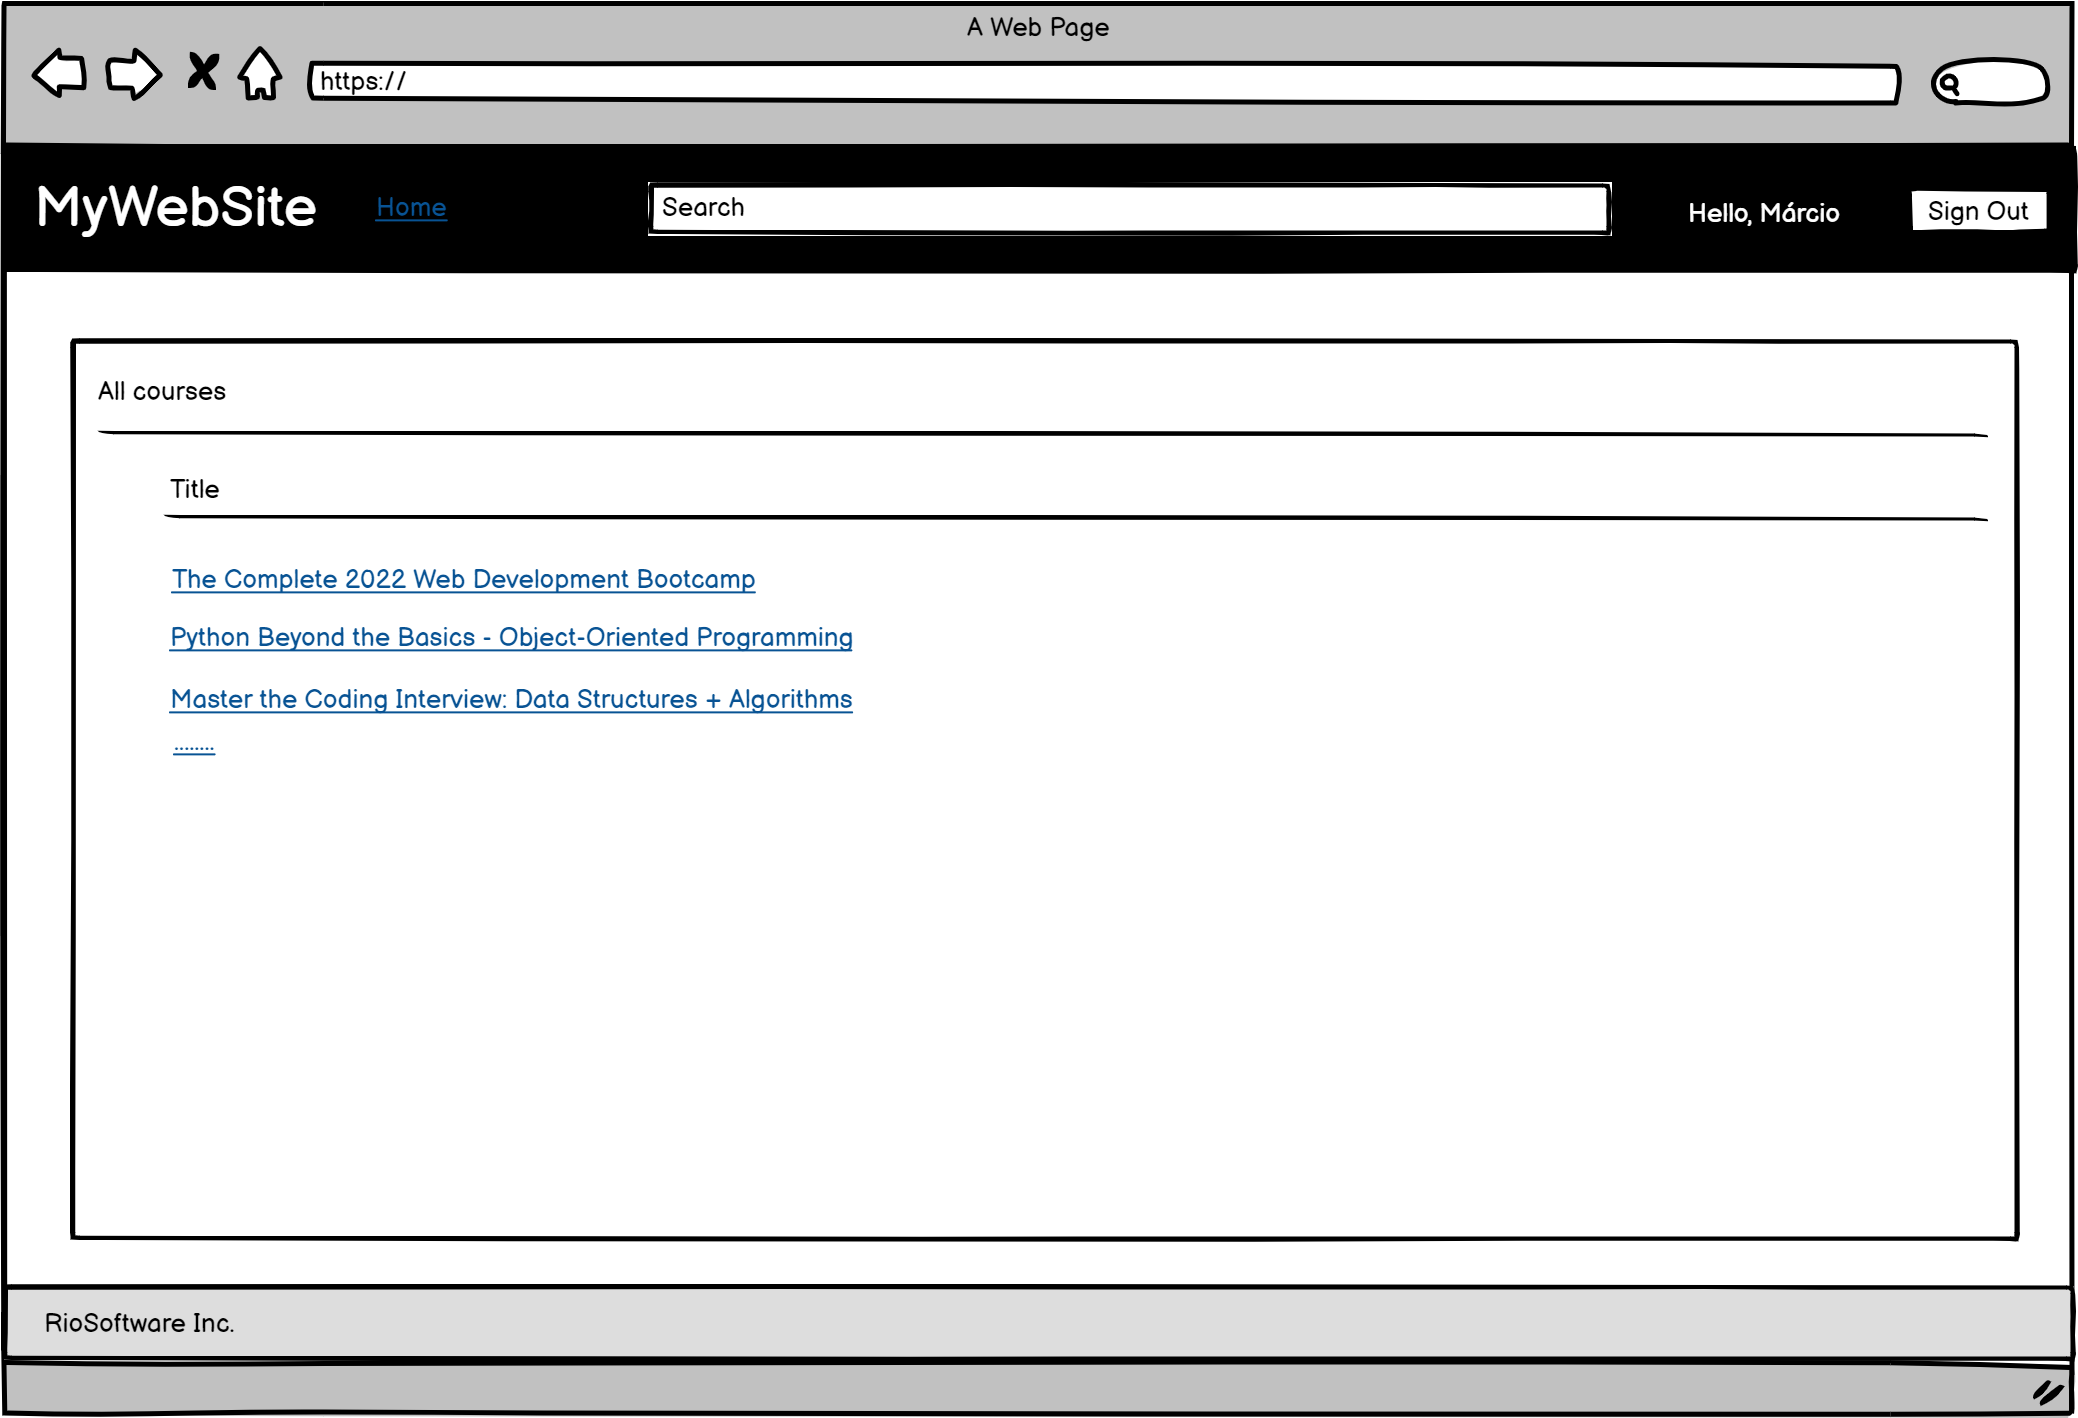 A Web Page
https://
MyWebSite Home Search Hello, Márcio Sign Out
All courses
Title
The Complete 2022 Web Development Bootcamp
Python Beyond the Basics - Object-Oriented Programming
Master the Coding Interview: Data Structures + Algorithms
........
RioSoftware Inc.